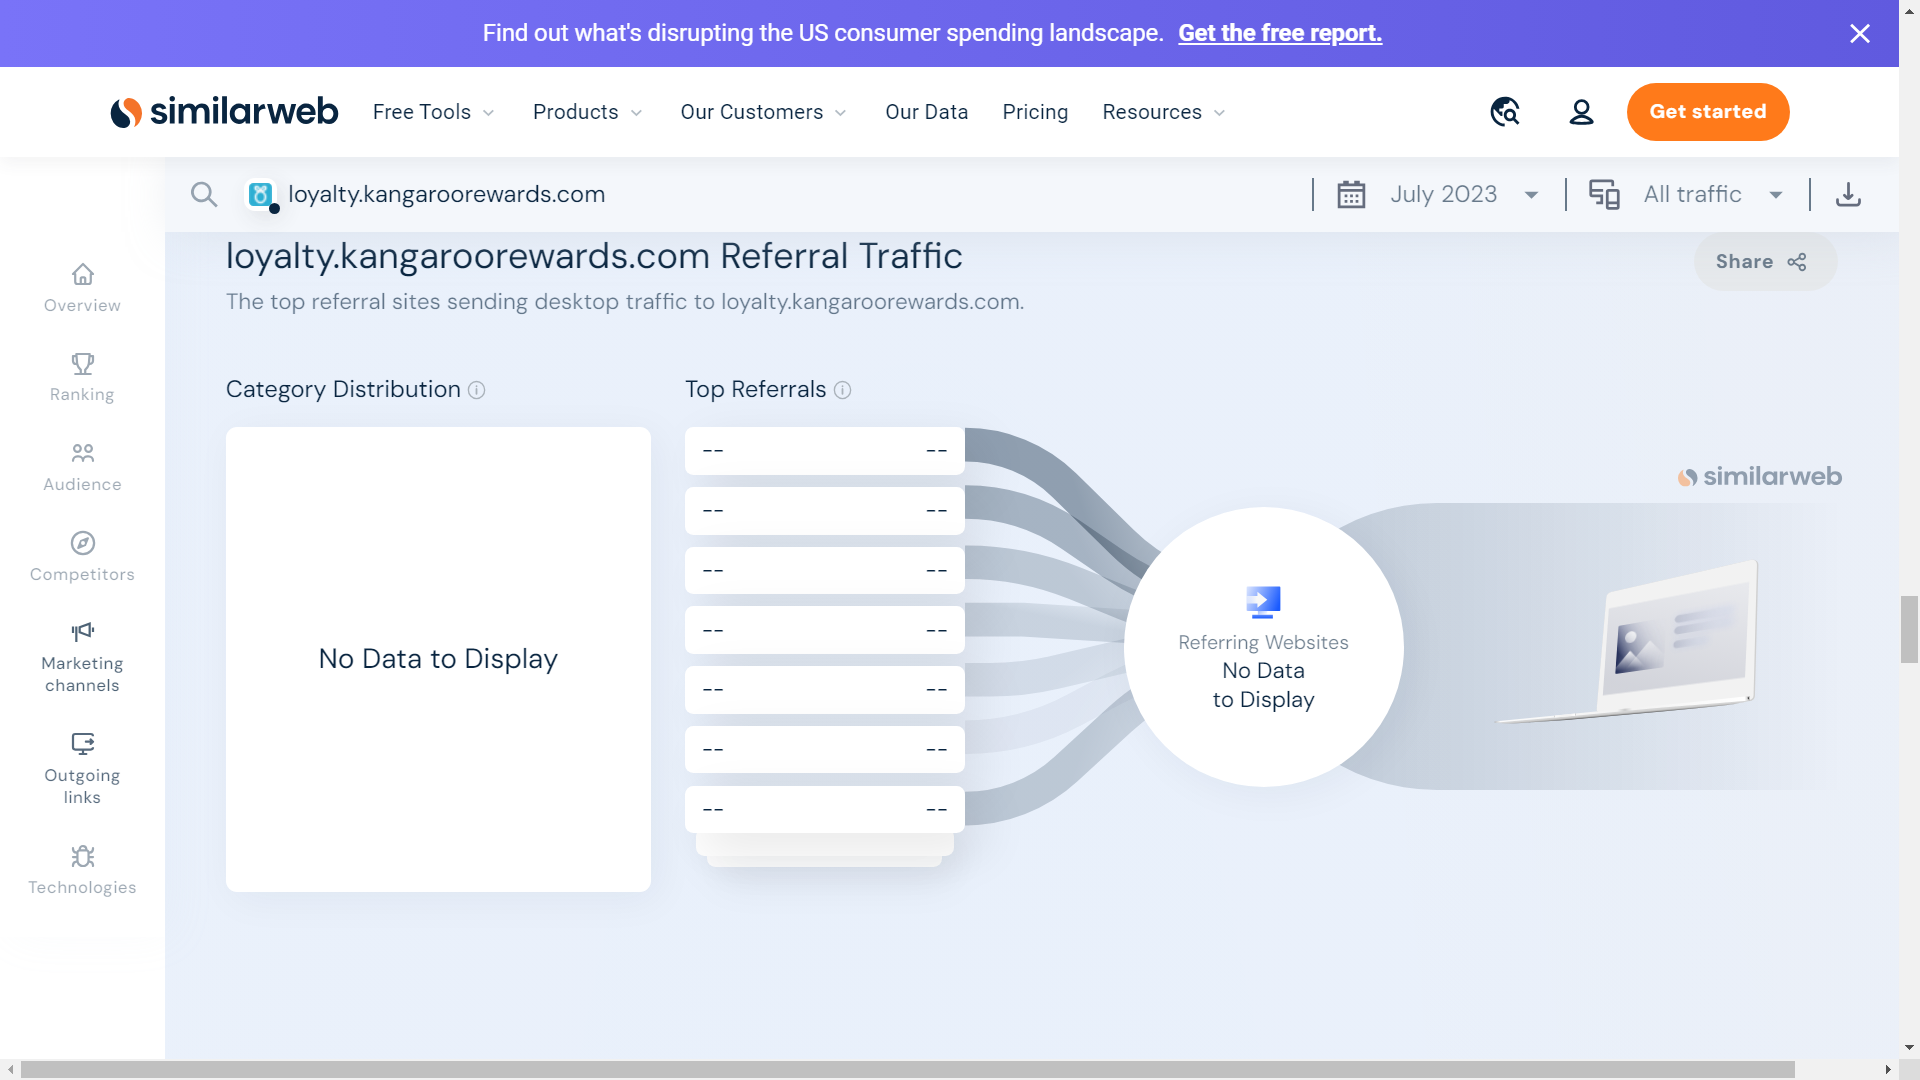 Find out what's disrupting the US consumer spending landscape. Get the free report.
similarweb
Free Tools
Products
Our Customers
Our Data
Pricing
Resources
Get started
loyalty.kangaroorewards.com
July 2023
All traffic
loyalty.kangaroorewards.com Referral Traffic
Share
The top referral sites sending desktop traffic to loyalty.kangaroorewards.com.
Overview
Ranking
Audience
Competitors
Marketing
channels
Outgoing
links
Technologies
Category Distribution
No Data to Display
Top Referrals
-- --
-- --
-- --
-- --
-- --
-- --
-- --
similarweb
Referring Websites
No Data
to Display